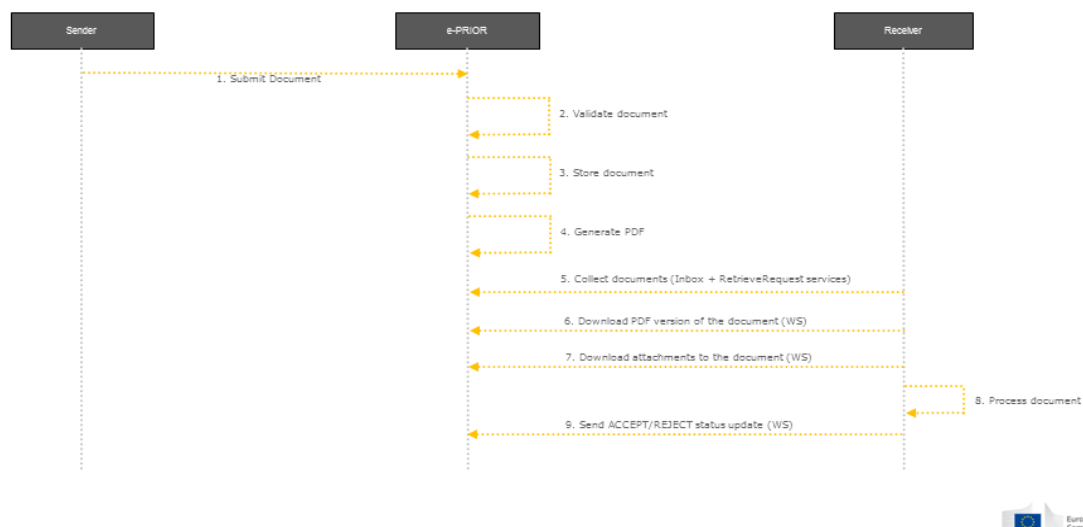 Sender
e-PRIOR
Receiver
1. Submit Document
2. Validate document
3. Store document
4. Generate PDF
5. Collect documents (Inbox + RetrieveRequest services)
6. Download PDF version of the document (WS)
7. Download attachments to the document (WS)
8. Process document
9. Send ACCEPT/REJECT status update (WS)
Euro